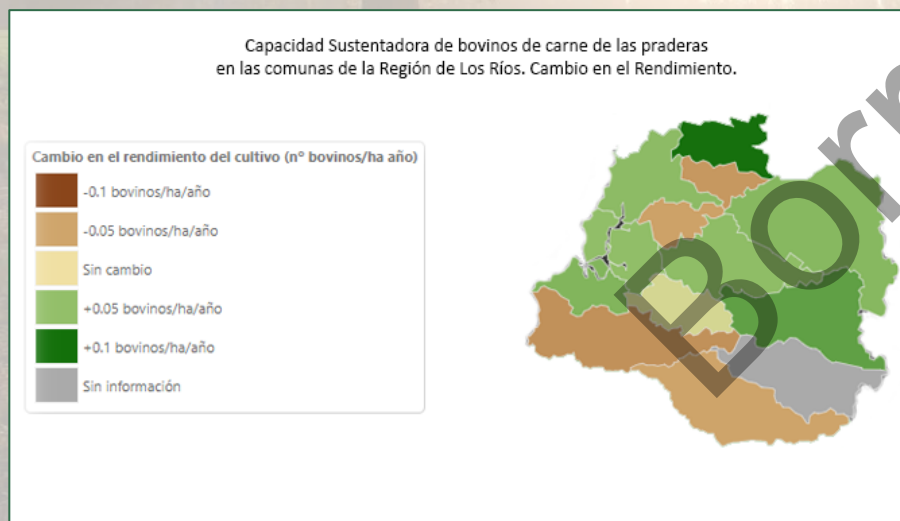 Capacidad Sustentadora de bovinos de carne de las praderas
en las comunas de la Región de Los Ríos. Cambio en el Rendimiento.
Cambio en el rendimiento del cultivo (nº bovinos/ha año)
-0.1 bovinos/ha/año
-0.05 bovinos/ha/año
Sin cambio
+0.05 bovinos/ha/año
+0.1 bovinos/ha/año
Sin información